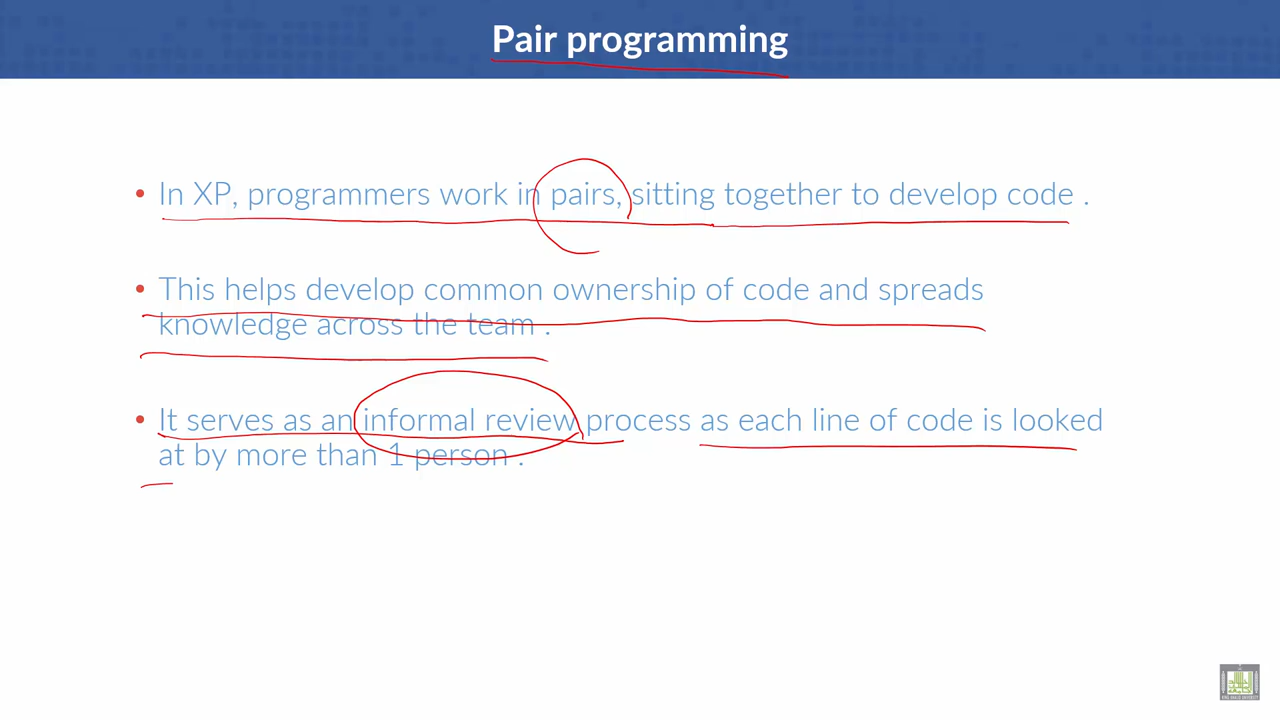 Pair programming
• In XP, programmers work in pairs, sitting together to develop code .
• This helps develop common ownership of code and spreads
knowledge across the team .
• It serves as an informal review process as each line of code is looked
at by more than 1 person .